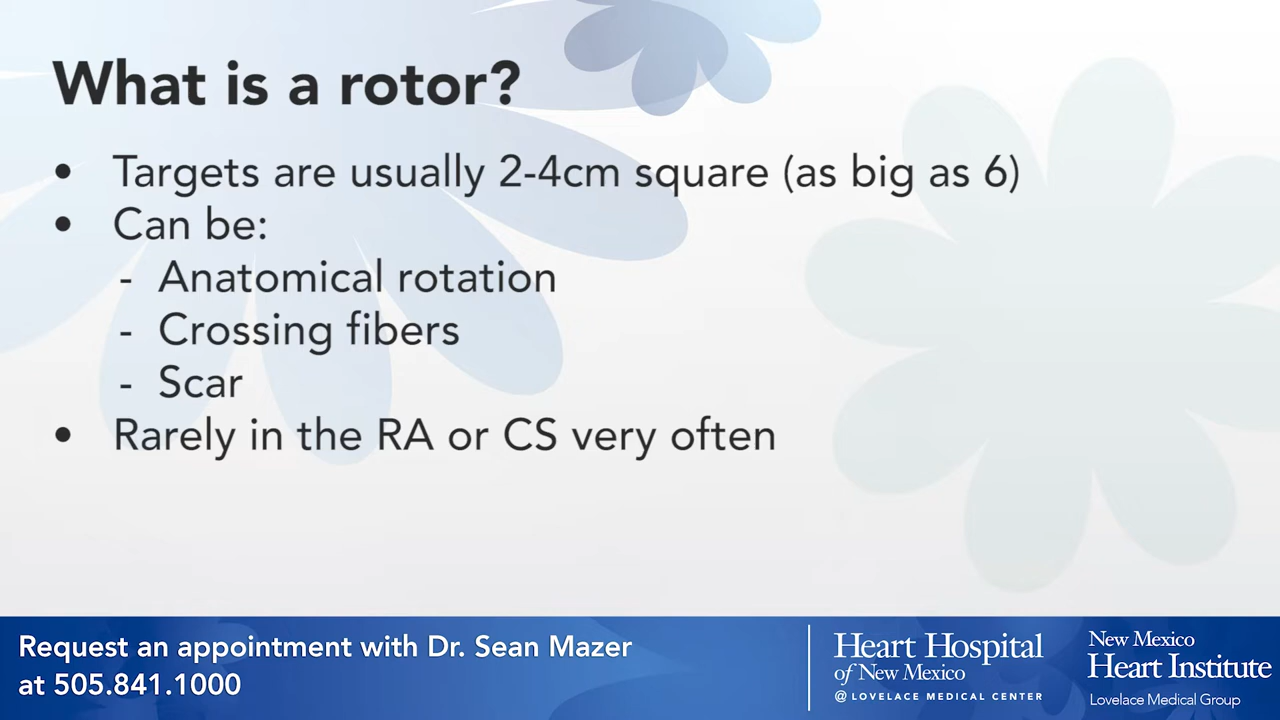 What is a rotor?
• Targets are usually 2-4cm square (as big as 6)
• Can be:
- Anatomical rotation
- Crossing fibers
- Scar
• Rarely in the RA or CS very often
Request an appointment with Dr. Sean Mazer
at 505.841.1000
Heart Hospital
of New Mexico
@ LOVELACE MEDICAL CENTER
New Mexico
Heart Institute
Lovelace Medical Group